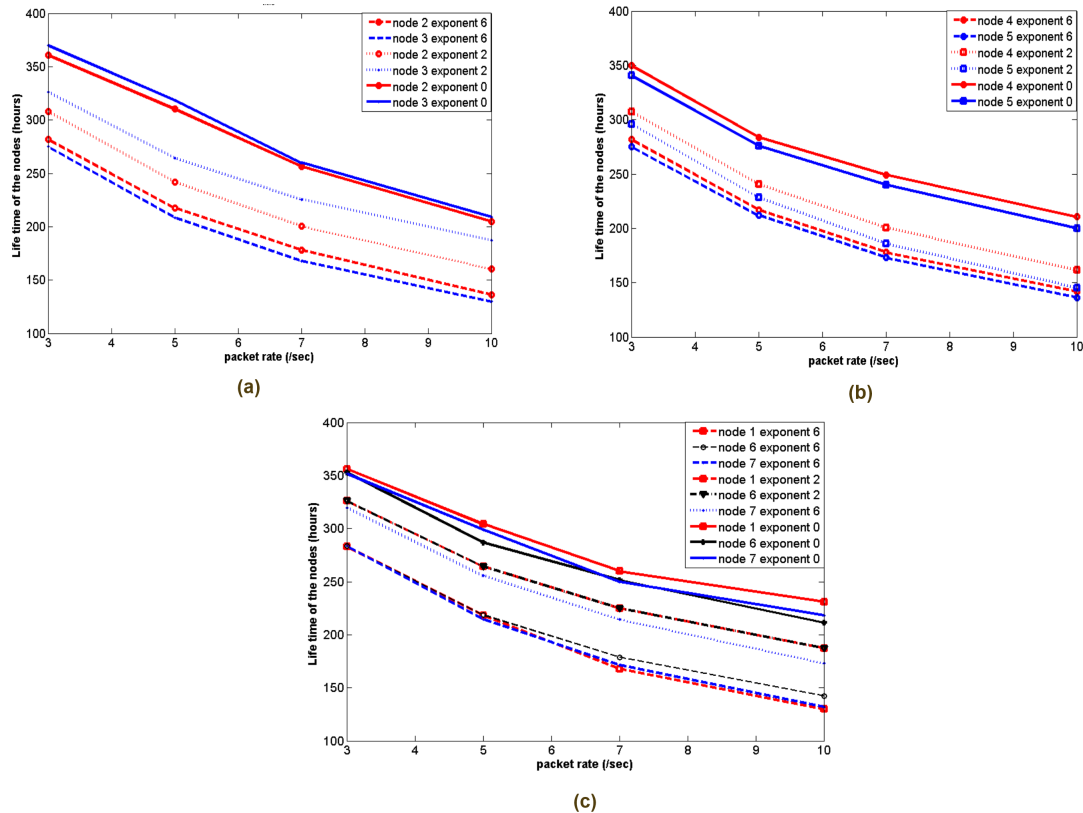 400
350
300
250
200
150
100
3
4
5
6
7
8
9
10
Life time of the nodes (hours)
packet rate (/sec)
node 2 exponent 6
node 3 exponent 6
node 2 exponent 2
node 3 exponent 2
node 2 exponent 0
node 3 exponent 0
(a)
400
350
300
250
200
150
100
3
4
5
6
7
8
9
10
Life time of the nodes (hours)
packet rate (/sec)
node 4 exponent 6
node 5 exponent 6
node 4 exponent 2
node 5 exponent 2
node 4 exponent 0
node 5 exponent 0
(b)
400
350
300
250
200
150
100
3
4
5
6
7
8
9
10
Life time of the nodes (hours)
packet rate (/sec)
node 1 exponent 6
node 6 exponent 6
node 7 exponent 6
node 1 exponent 2
node 6 exponent 2
node 7 exponent 6
node 1 exponent 0
node 6 exponent 0
node 7 exponent 0
(c)